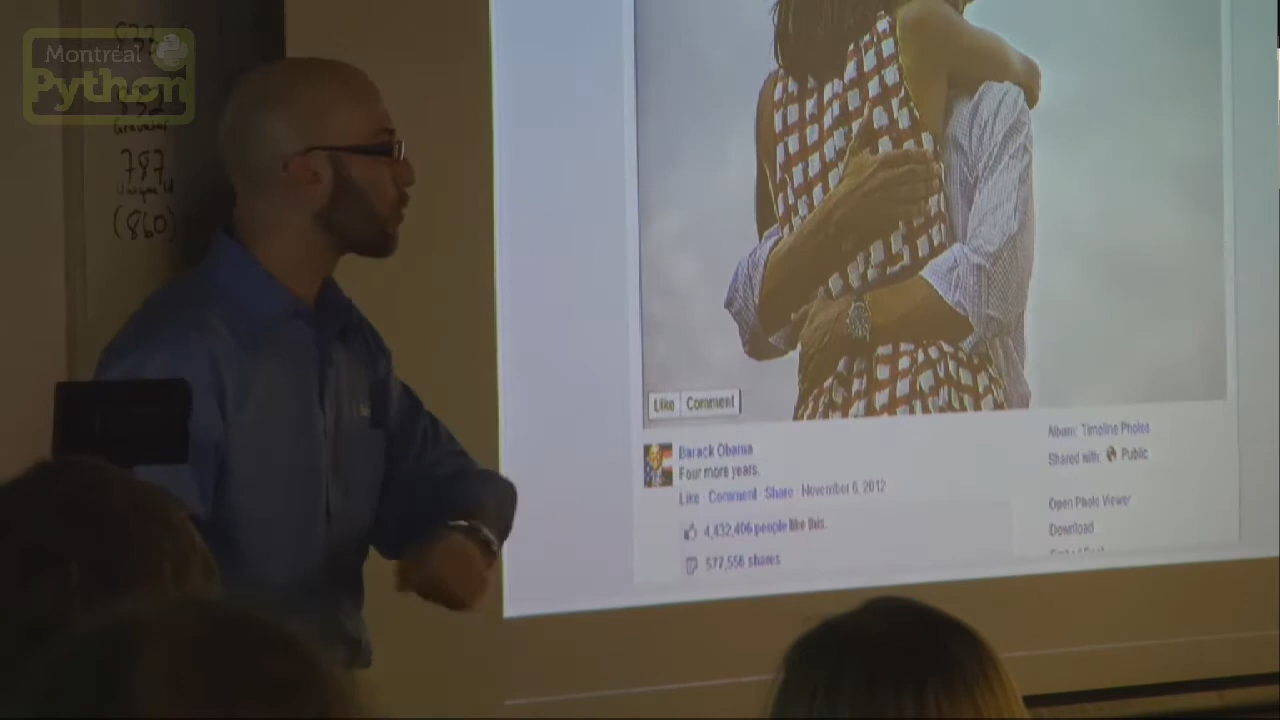 Montréal
Python
787
(860)
Like Comment
Barack Obama
Four more years.
Like · Comment · Share · November 6, 2012
4,432,406 people like this.
577,556 shares
Album: Timeline Photos
Shared with: Public
Open Photo Viewer
Download